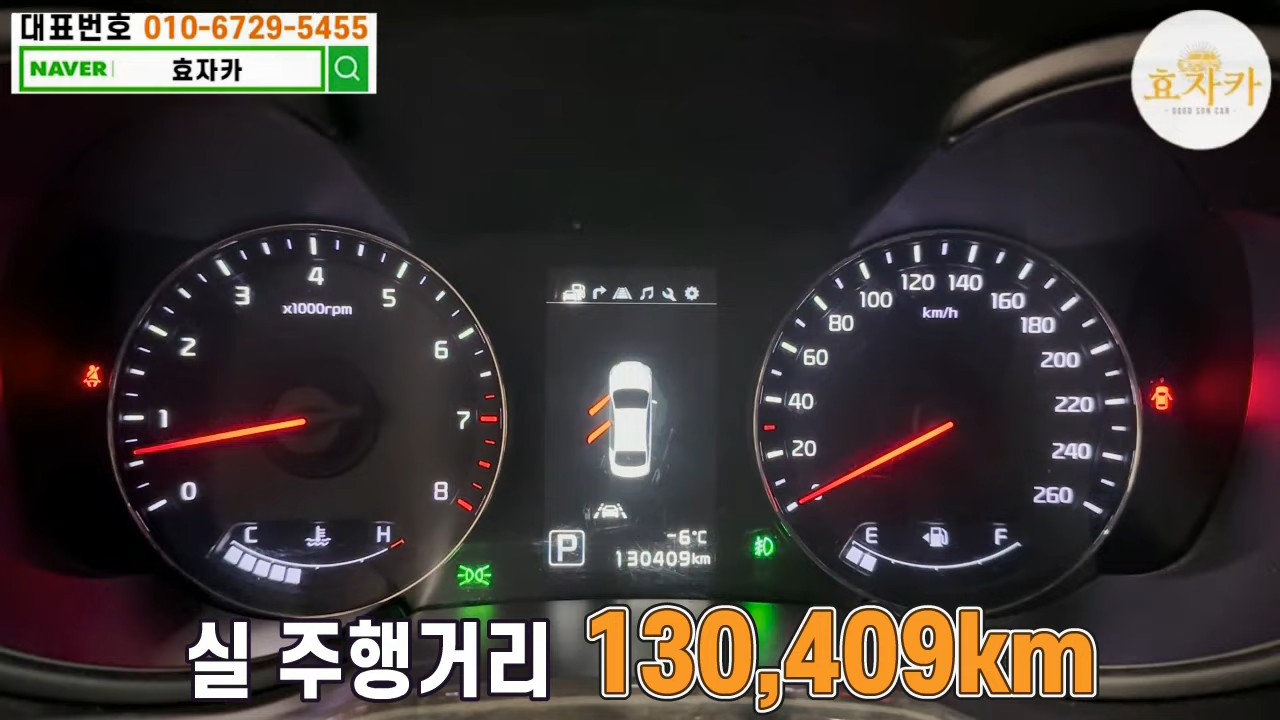 대표번호 010-6729-5455
NAVER 효자카
효자카
GOOD SUN CAR
0 1 2 3 4 5 6 7 8
x1000rpm
C H
-6℃
P 130409km
0 20 40 60 80 100 120 140 160 180 200 220 240 260
km/h
E F
실 주행거리 130,409km